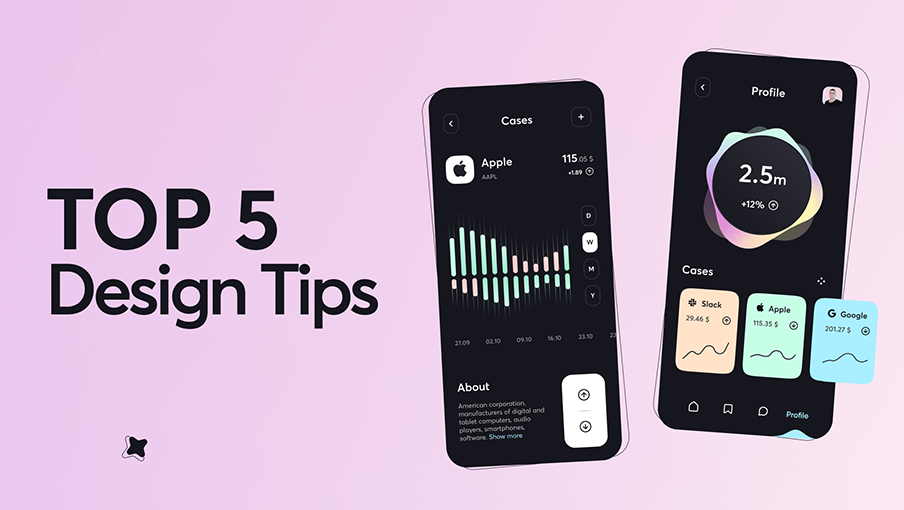 TOP 5
Design Tips
Cases
Apple
AAPL
115.05 $
+1.89
D
W
M
Y
27.09 02.10 09.10 16.10 23.10 23
About
American corporation,
manufacturers of digital and
tablet computers, audio
players, smartphones,
software. Show more
Profile
2.5m
+12%
Cases
Slack
29.46 $
Apple
115.35 $
Google
201.27 $
Profile